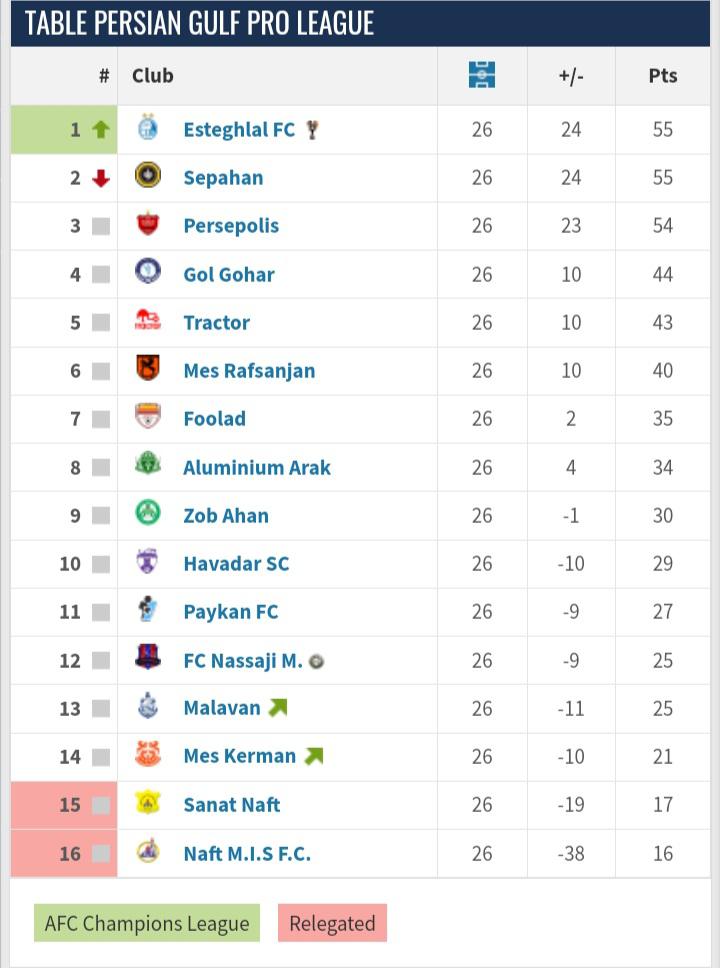 TABLE PERSIAN GULF PRO LEAGUE
# Club +/- Pts
1 Esteghlal FC 26 24 55
2 Sepahan 26 24 55
3 Persepolis 26 23 54
4 Gol Gohar 26 10 44
5 Tractor 26 10 43
6 Mes Rafsanjan 26 10 40
7 Foolad 26 2 35
8 Aluminium Arak 26 4 34
9 Zob Ahan 26 -1 30
10 Havadar SC 26 -10 29
11 Paykan FC 26 -9 27
12 FC Nassaji M. 26 -9 25
13 Malavan 26 -11 25
14 Mes Kerman 26 -10 21
15 Sanat Naft 26 -19 17
16 Naft M.I.S F.C. 26 -38 16
AFC Champions League Relegated